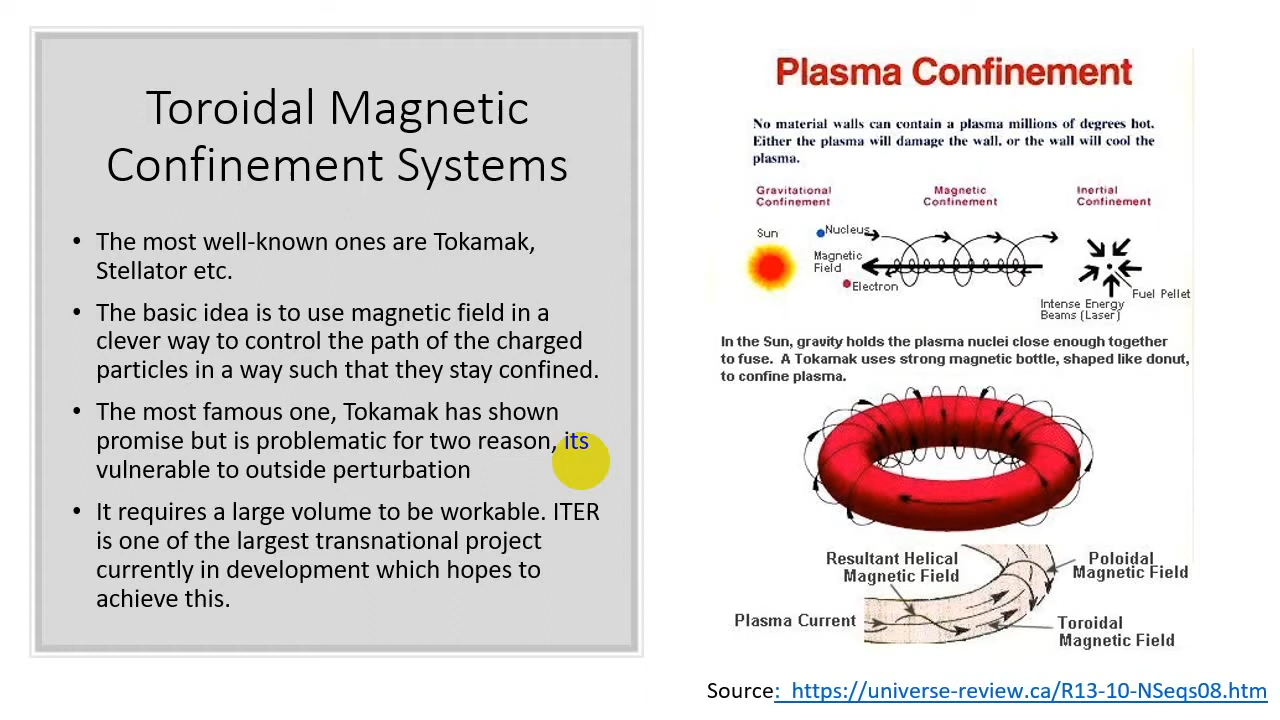 Toroidal Magnetic
Confinement Systems
• The most well-known ones are Tokamak,
Stellator etc.
• The basic idea is to use magnetic field in a
clever way to control the path of the charged
particles in a way such that they stay confined.
• The most famous one, Tokamak has shown
promise but is problematic for two reason, its
vulnerable to outside perturbation
• It requires a large volume to be workable. ITER
is one of the largest transnational project
currently in development which hopes to
achieve this.
Plasma Confinement
No material walls can contain a plasma millions of degrees hot.
Either the plasma will damage the wall, or the wall will cool the
plasma.
Gravitational
Confinement
Magnetic
Confinement
Inertial
Confinement
Sun
Nucleus
Magnetic
Field
Electron
Fuel Pellet
Intense Energy
Beams (Laser)
In the Sun, gravity holds the plasma nuclei close enough together
to fuse. A Tokamak uses strong magnetic bottle, shaped like donut,
to confine plasma.
Resultant Helical
Magnetic Field
Poloidal
Magnetic Field
Plasma Current
Toroidal
Magnetic Field
Source: https://universe-review.ca/R13-10-NSeqs08.htm